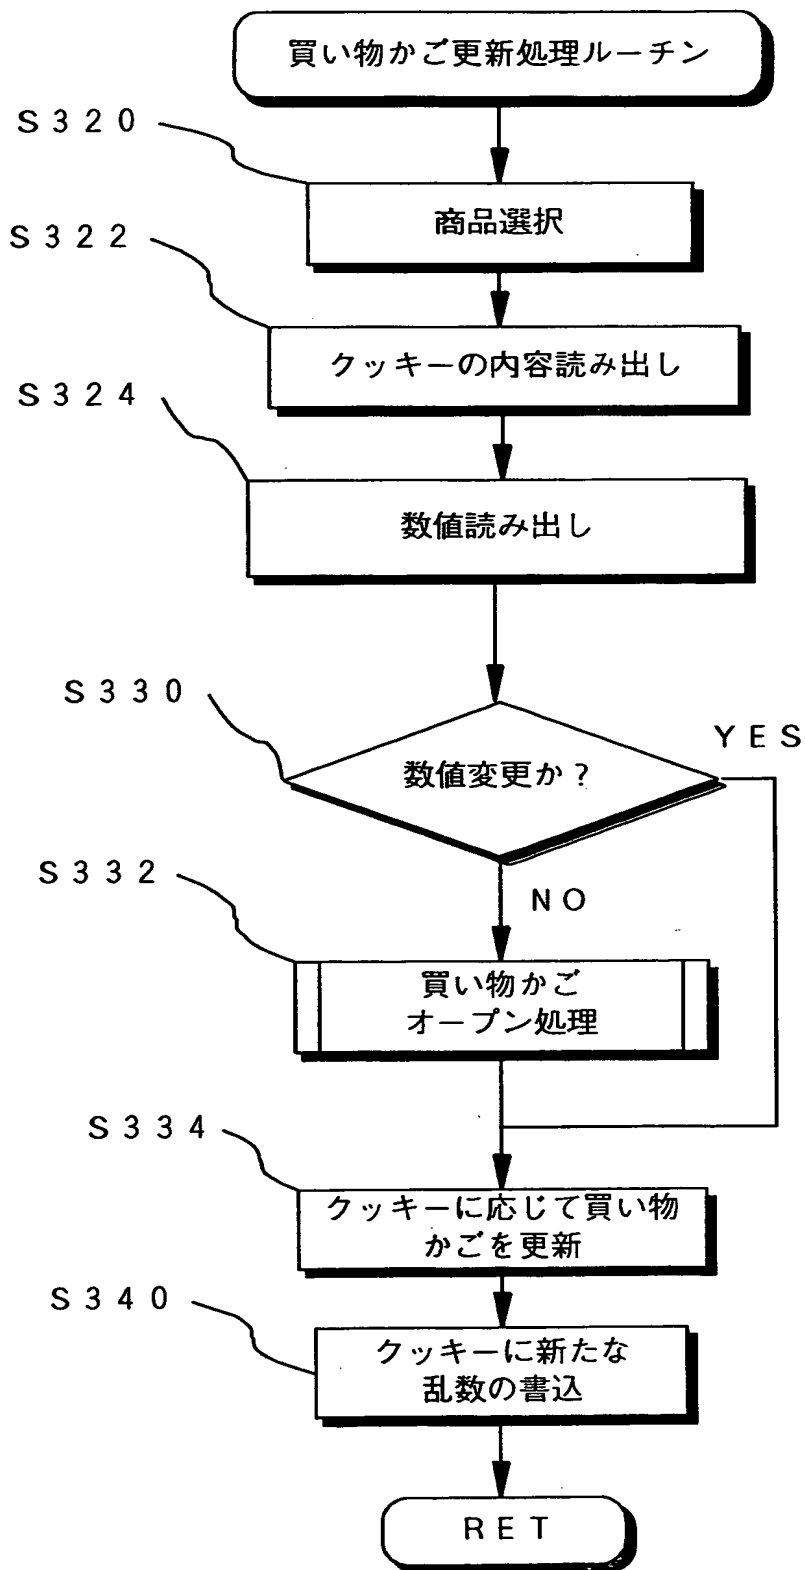 買い物かご更新処理ルーチン
S320
商品選択
S322
クッキーの内容読み出し
S324
数値読み出し
S330
YES
数値変更か?
S332
NO
買い物かご
オープン処理
S334
クッキーに応じて買い物
かごを更新
S340
クッキーに新たな
乱数の書込
RET